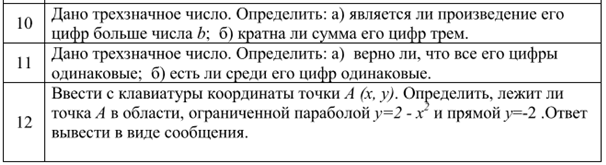 10 Дано трехзначное число. Определить: а) является ли произведение его
цифр больше числа b; б) кратна ли сумма его цифр трем.
11 Дано трехзначное число. Определить: а) верно ли, что все его цифры
одинаковые; б) есть ли среди его цифр одинаковые.
12 Ввести с клавиатуры координаты точки A (x, y). Определить, лежит ли
точка A в области, ограниченной параболой y=2 - x² и прямой y=-2 .Ответ
вывести в виде сообщения.